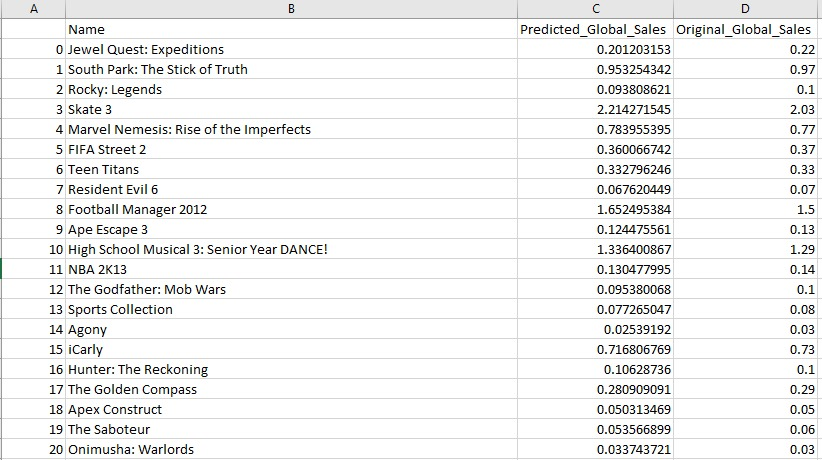 A B C D
Name Predicted_Global_Sales Original_Global_Sales
0 Jewel Quest: Expeditions 0.201203153 0.22
1 South Park: The Stick of Truth 0.953254342 0.97
2 Rocky: Legends 0.093808621 0.1
3 Skate 3 2.214271545 2.03
4 Marvel Nemesis: Rise of the Imperfects 0.783955395 0.77
5 FIFA Street 2 0.360066742 0.37
6 Teen Titans 0.332796246 0.33
7 Resident Evil 6 0.067620449 0.07
8 Football Manager 2012 1.652495384 1.5
9 Ape Escape 3 0.124475561 0.13
10 High School Musical 3: Senior Year DANCE! 1.336400867 1.29
11 NBA 2K13 0.130477995 0.14
12 The Godfather: Mob Wars 0.095380068 0.1
13 Sports Collection 0.077265047 0.08
14 Agony 0.02539192 0.03
15 iCarly 0.716806769 0.73
16 Hunter: The Reckoning 0.10628736 0.1
17 The Golden Compass 0.280909091 0.29
18 Apex Construct 0.050313469 0.05
19 The Saboteur 0.053566899 0.06
20 Onimusha: Warlords 0.033743721 0.03